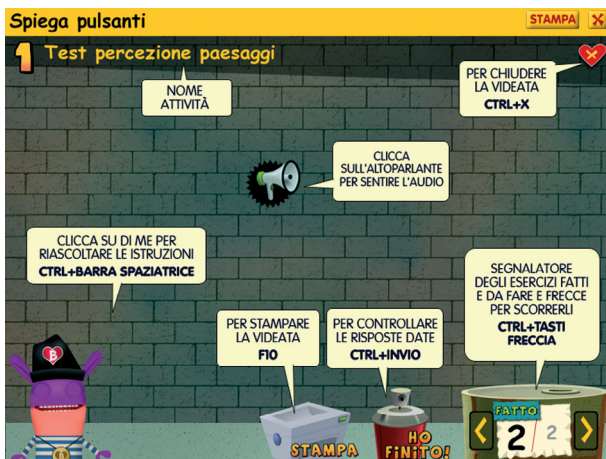 Spiega pulsanti
STAMPA
1 Test percezione paesaggi
NOME
ATTIVITÀ
PER CHIUDERE
LA VIDEATA
CTRL+X
CLICCA
SULL'ALTOPARLANTE
PER SENTIRE L'AUDIO
CLICCA SU DI ME PER
RIASCOLTARE LE ISTRUZIONI
CTRL+BARRA SPAZIATRICE
SEGNALATORE
DEGLI ESERCIZI FATTI
E DA FARE E FRECCE
PER SCORRERLI
CTRL+TASTI
FRECCIA
PER STAMPARE
LA VIDEATA
F10
PER CONTROLLARE
LE RISPOSTE DATE
CTRL+INVIO
B
STAMPA
HO
FINITO!
FATTO
2 / 2